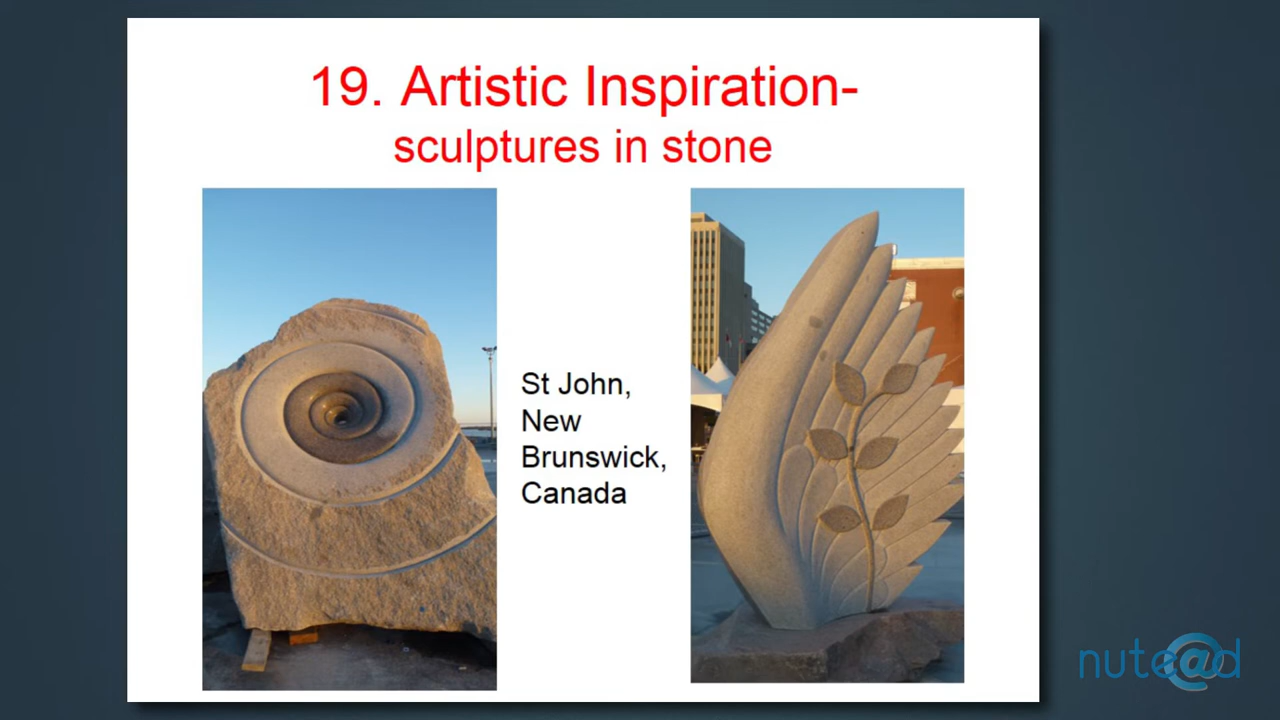 19. Artistic Inspiration-
sculptures in stone
St John,
New
Brunswick,
Canada
nute@d